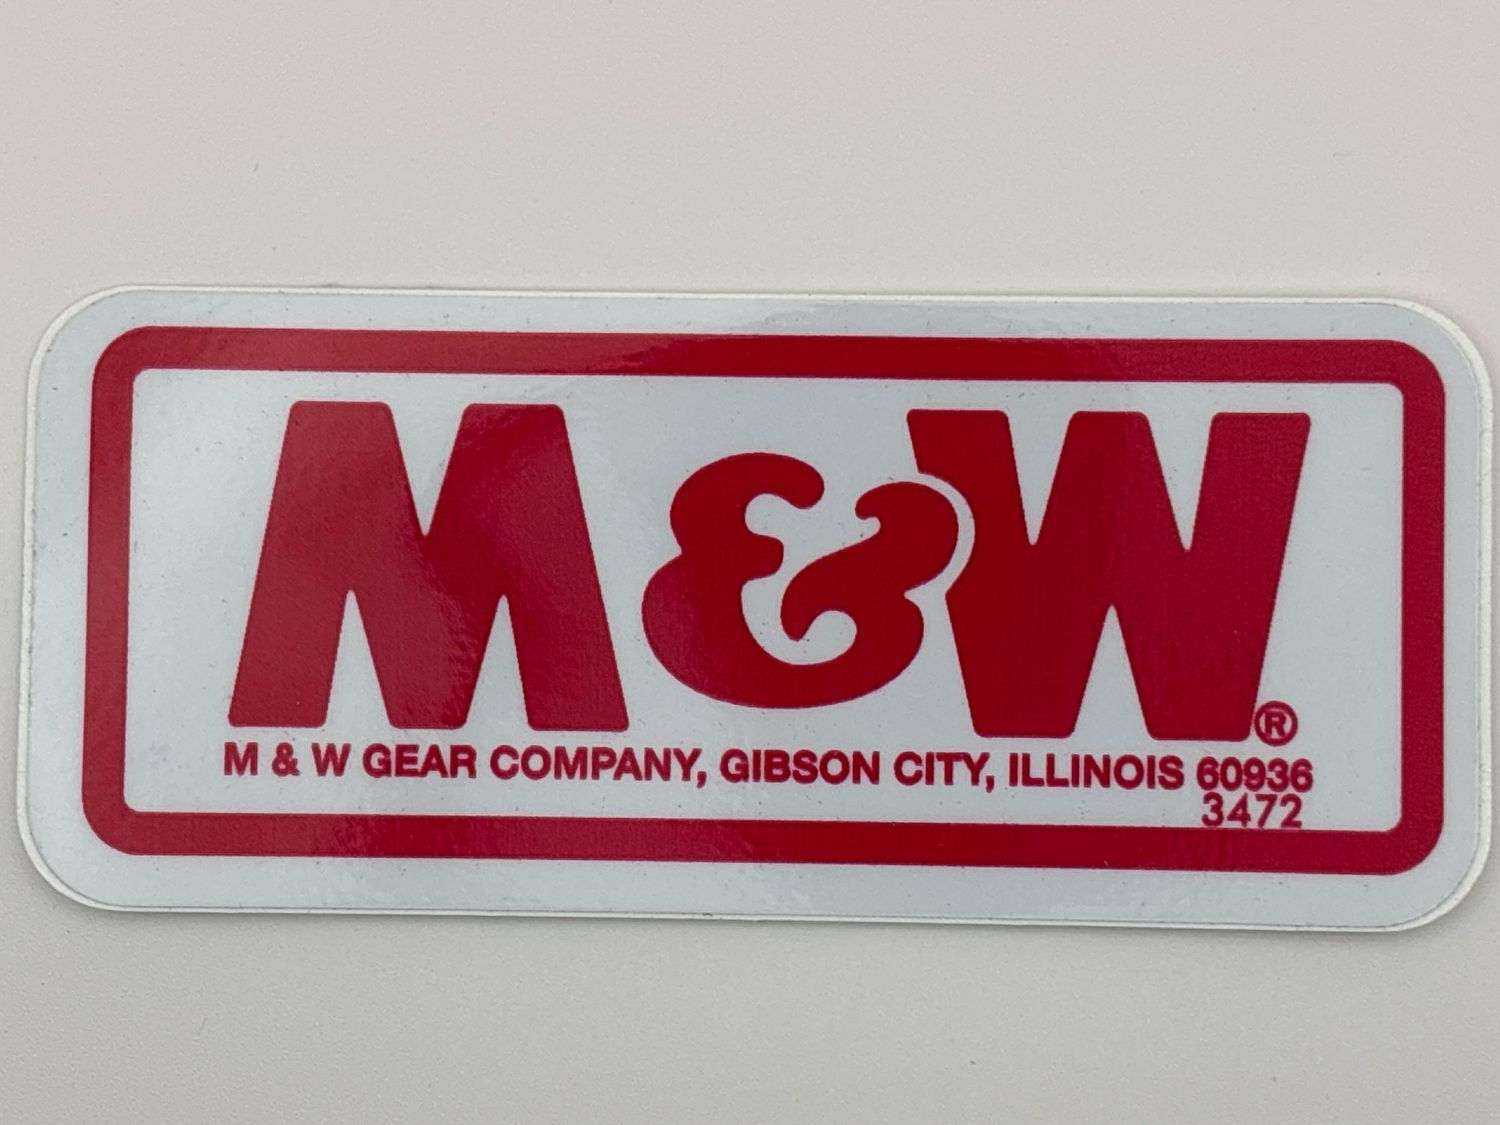 M&W®
M & W GEAR COMPANY, GIBSON CITY, ILLINOIS 60936
3472